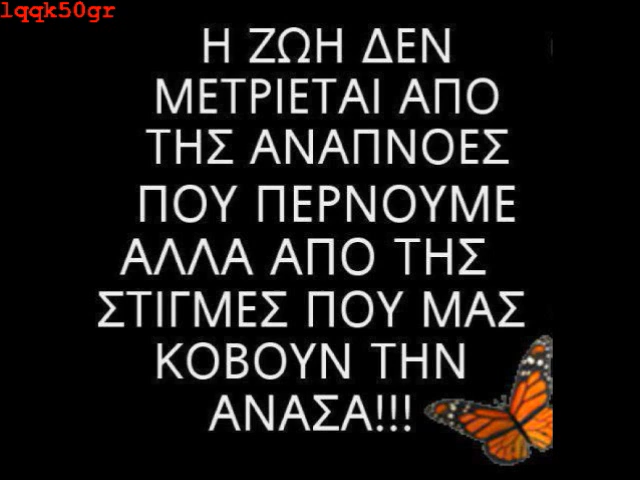 lqqk50gr
Η ΖΩΗ ΔΕΝ
ΜΕΤΡΙΕΤΑΙ ΑΠΟ
ΤΗΣ ΑΝΑΠΝΟΕΣ
ΠΟΥ ΠΕΡΝΟΥΜΕ
ΑΛΛΑ ΑΠΟ ΤΗΣ
ΣΤΙΓΜΕΣ ΠΟΥ ΜΑΣ
ΚΟΒΟΥΝ ΤΗΝ
ΑΝΑΣΑ!!!